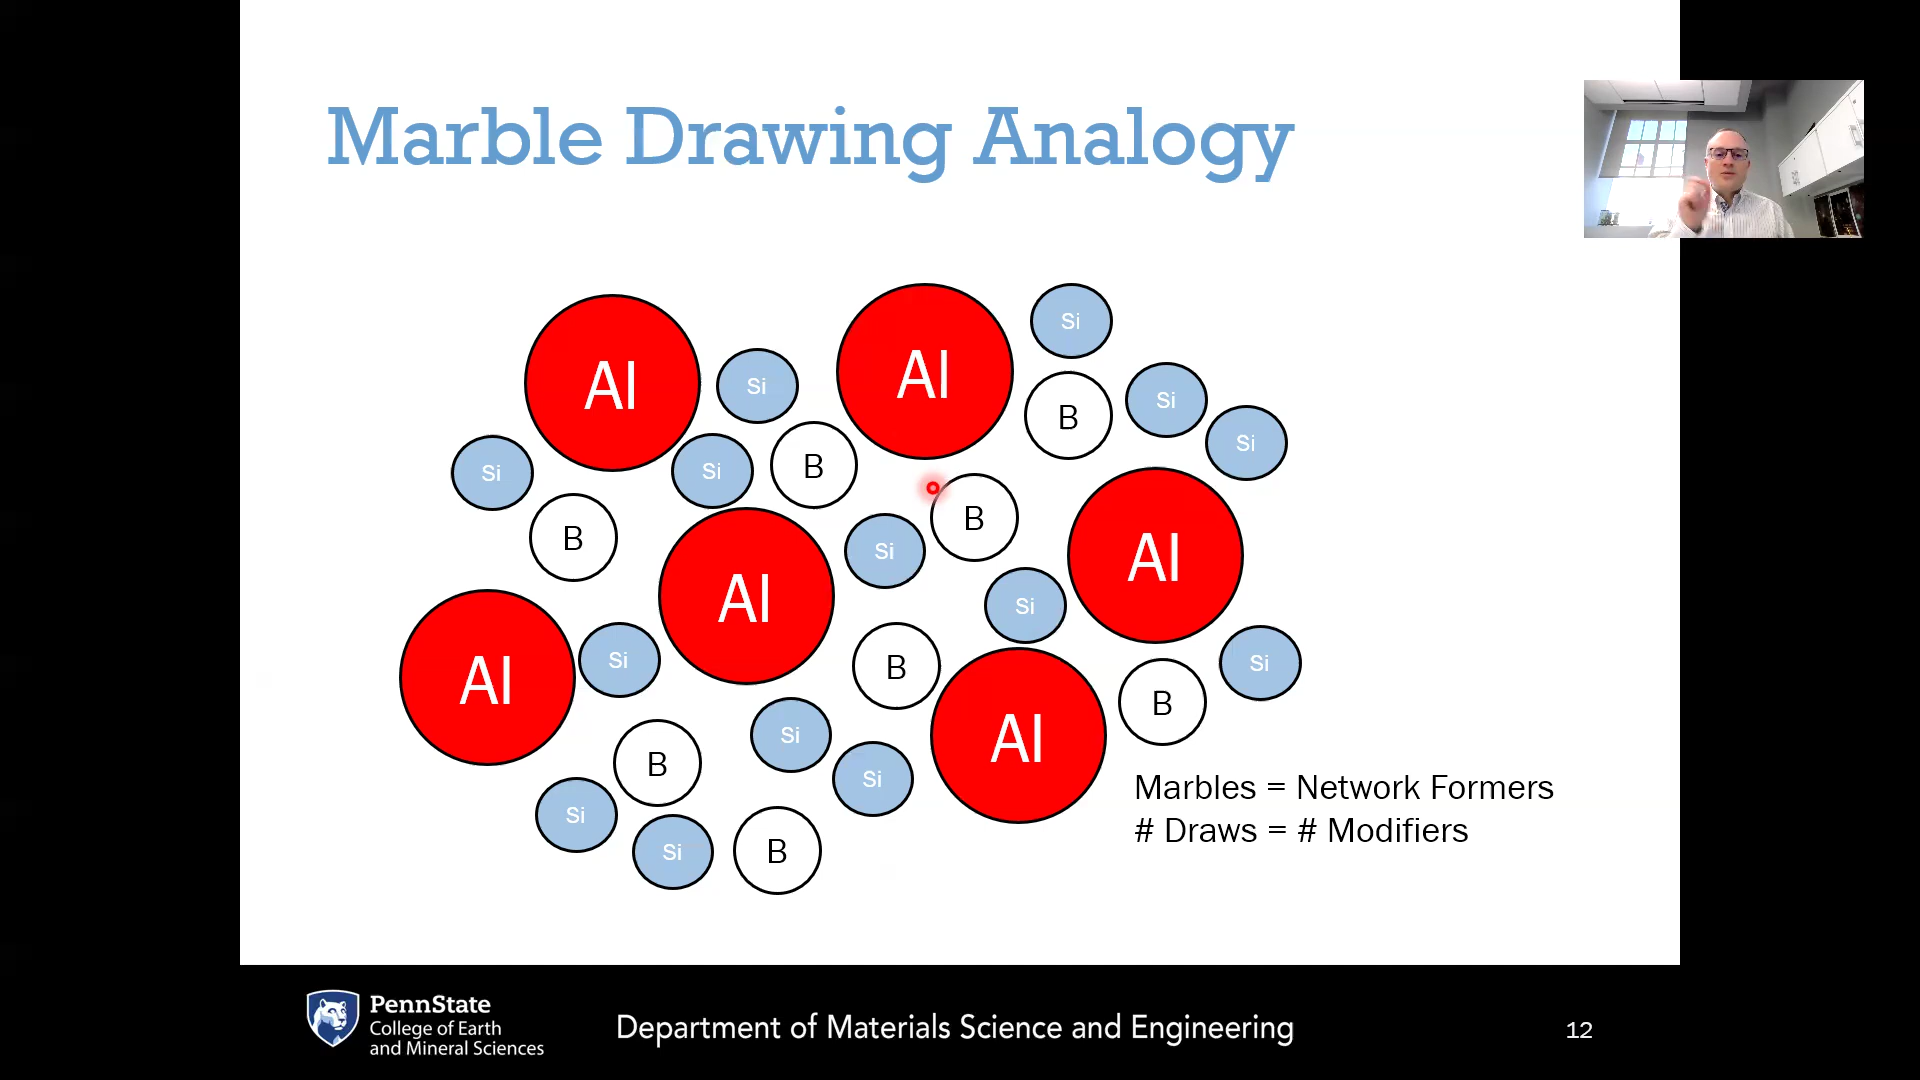 Marble Drawing Analogy
Al
Al
Si
Si
Si
B
Si
Si
Si
B
Si
B
B
Si
Al
Al
Si
Al
Si
B
Si
B
Al
B
Si
Si
Si
Si
B
Marbles = Network Formers
# Draws = # Modifiers
PennState
College of Earth
and Mineral Sciences
Department of Materials Science and Engineering
12